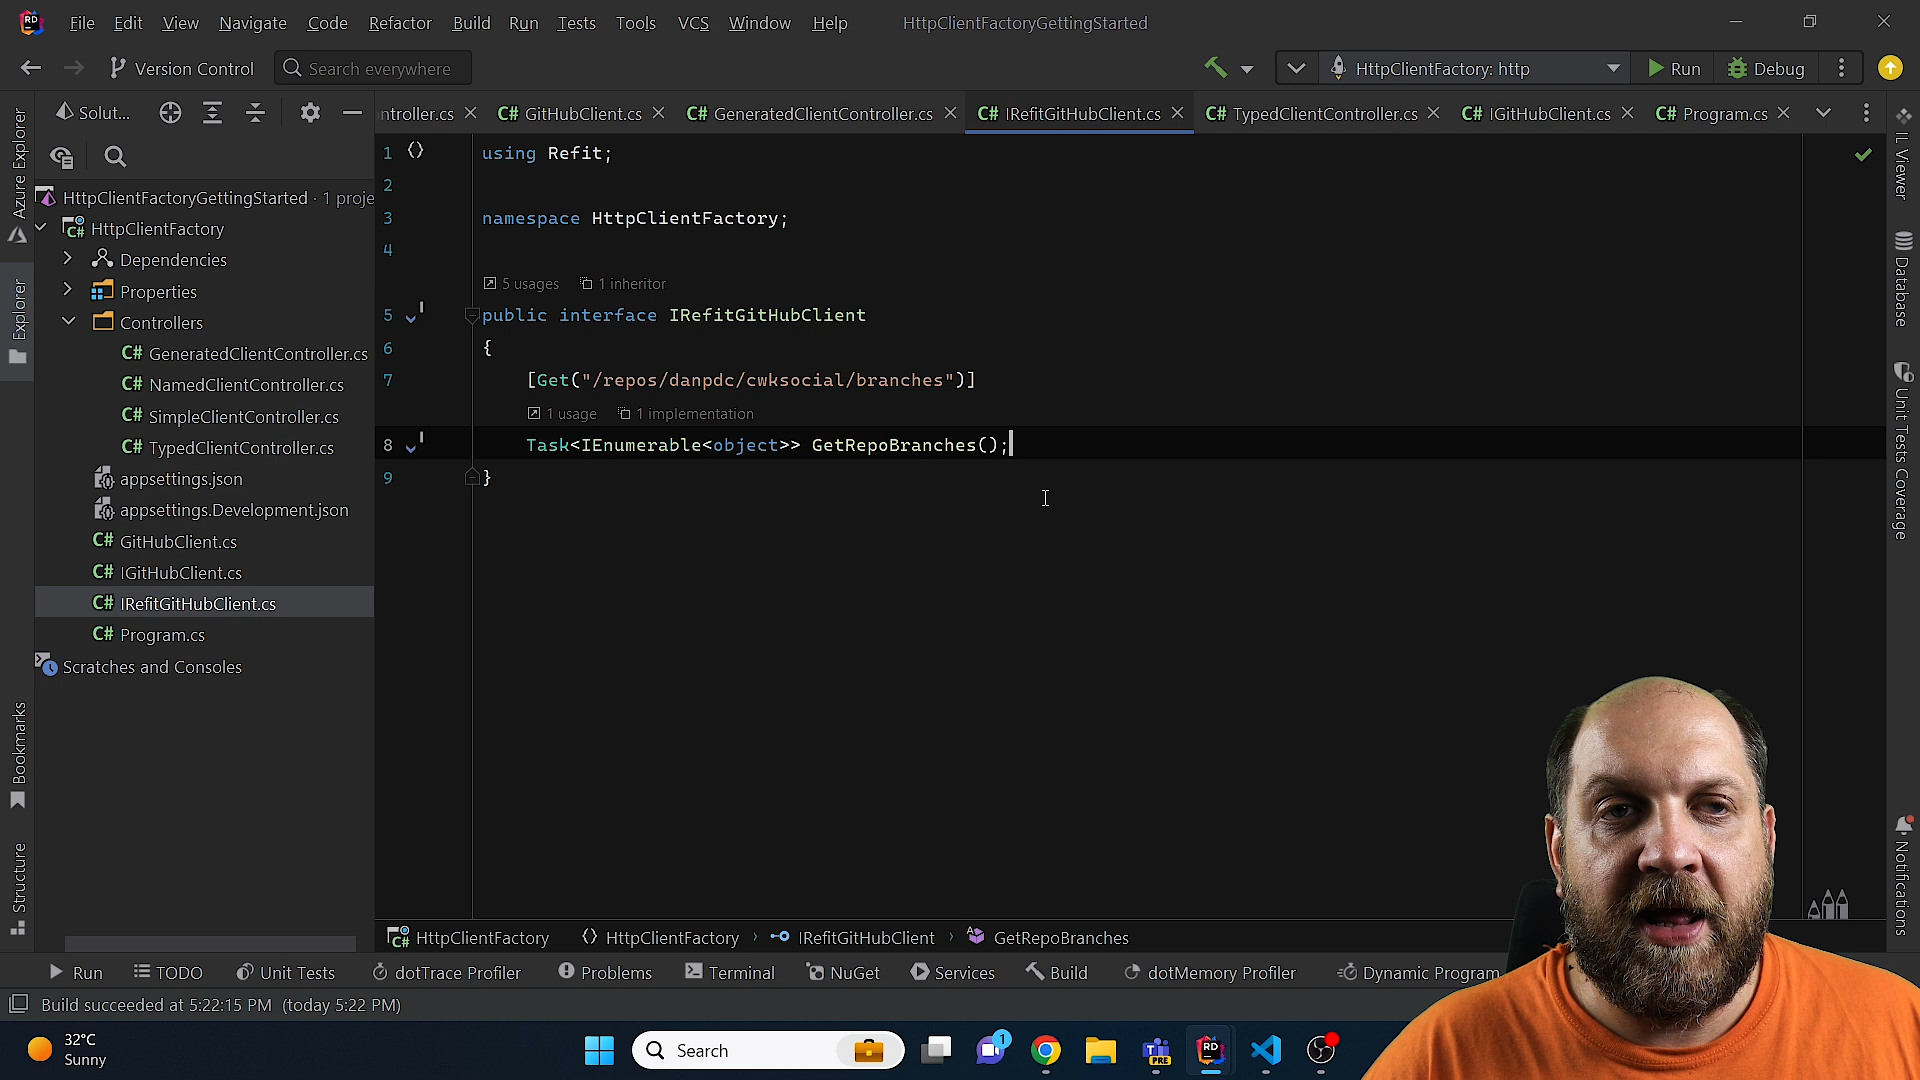 RD File Edit View Navigate Code Refactor Build Run Tests Tools VCS Window Help HttpClientFactoryGettingStarted
Version Control Search everywhere HttpClientFactory: http Run Debug
Solut... ntroller.cs C# GitHubClient.cs C# GeneratedClientController.cs C# IRefitGitHubClient.cs C# TypedClientController.cs C# IGitHubClient.cs C# Program.cs
Azure Explorer
Explorer
Bookmarks
Structure
HttpClientFactoryGettingStarted · 1 proje
C# HttpClientFactory
Dependencies
Properties
Controllers
C# GeneratedClientController.cs
C# NamedClientController.cs
C# SimpleClientController.cs
C# TypedClientController.cs
appsettings.json
appsettings.Development.json
C# GitHubClient.cs
C# IGitHubClient.cs
C# IRefitGitHubClient.cs
C# Program.cs
Scratches and Consoles
1 using Refit;
2
3 namespace HttpClientFactory;
4
5 usages 1 inheritor
5 public interface IRefitGitHubClient
6 {
7 [Get("/repos/danpdc/cwksocial/branches")]
1 usage 1 implementation
8 Task<IEnumerable<object>> GetRepoBranches();
9 }
IL Viewer
Database
Unit Tests Coverage
Notifications
C# HttpClientFactory HttpClientFactory › IRefitGitHubClient › GetRepoBranches
Run TODO Unit Tests dotTrace Profiler Problems Terminal NuGet Services Build dotMemory Profiler Dynamic Program
Build succeeded at 5:22:15 PM (today 5:22 PM)
32°C
Sunny
Search
1
PRE
RD